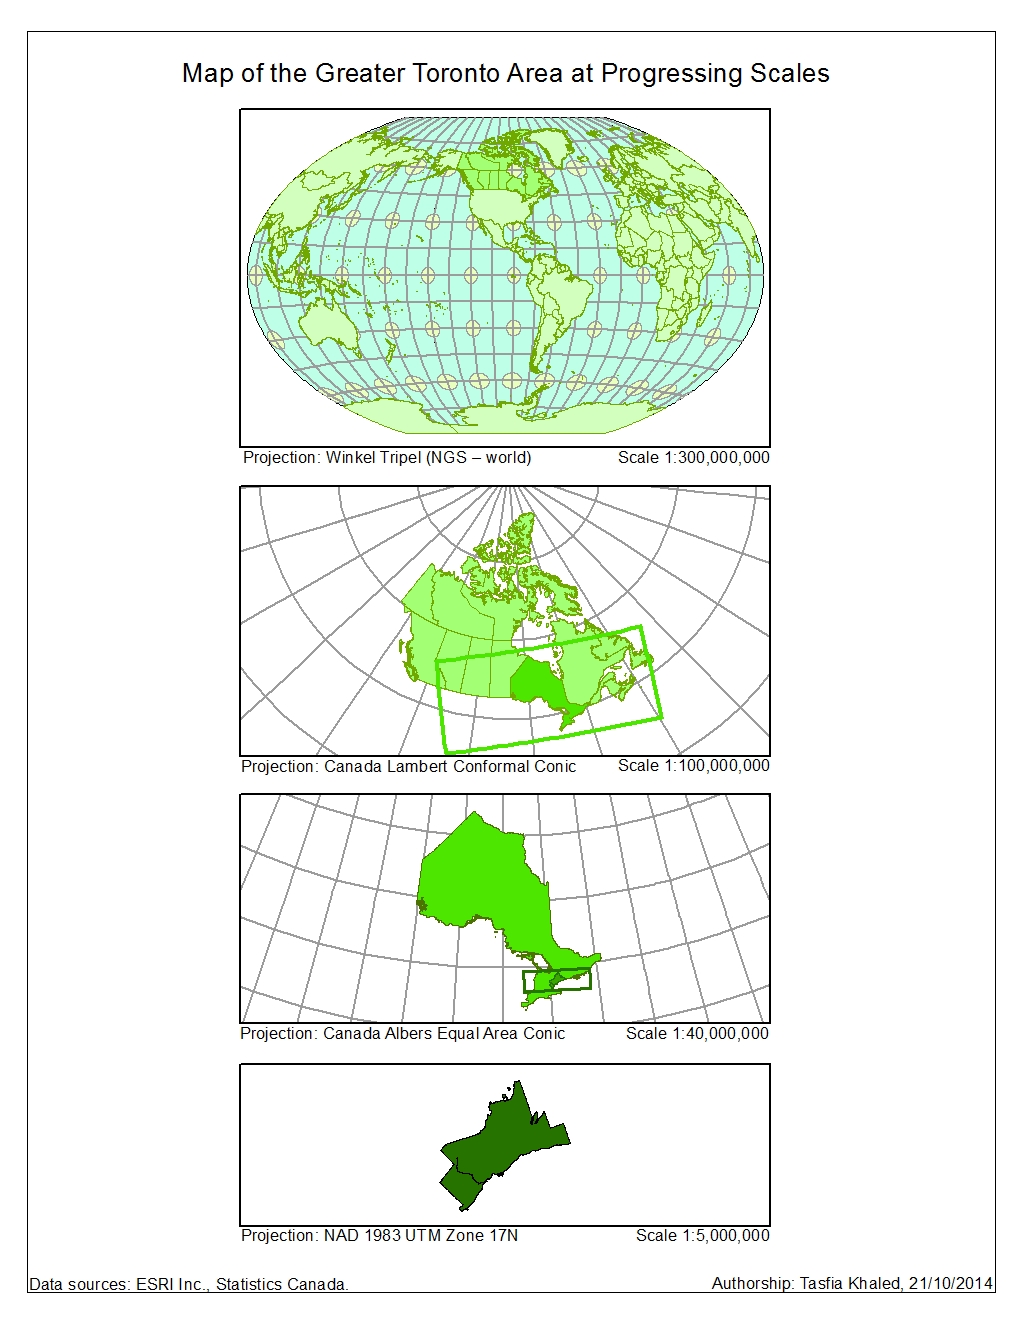 Map of the Greater Toronto Area at Progressing Scales
Projection: Winkel Tripel (NGS – world) Scale 1:300,000,000
Projection: Canada Lambert Conformal Conic Scale 1:100,000,000
Projection: Canada Albers Equal Area Conic Scale 1:40,000,000
Projection: NAD 1983 UTM Zone 17N Scale 1:5,000,000
Data sources: ESRI Inc., Statistics Canada. Authorship: Tasfia Khaled, 21/10/2014